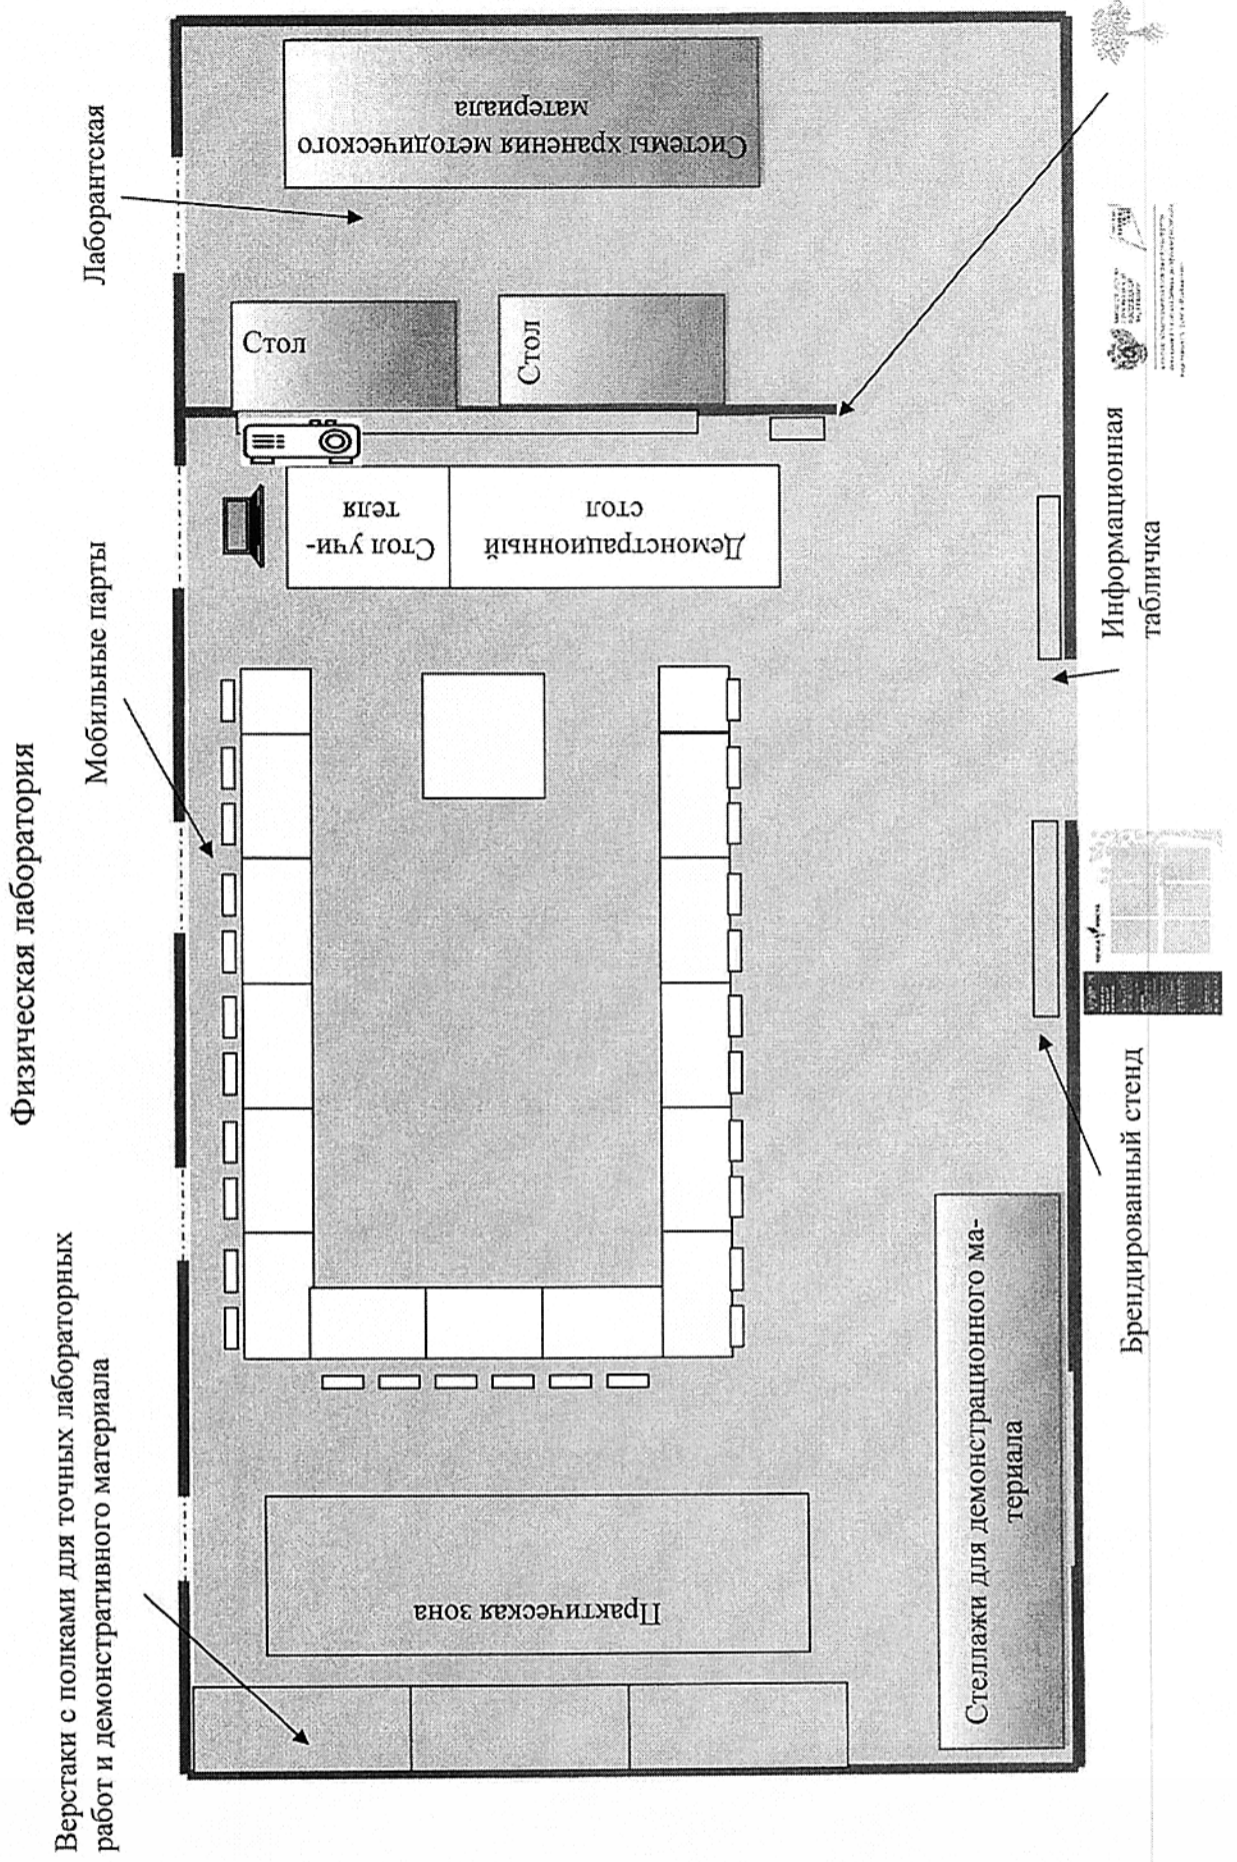 Физическая лаборатория
Верстаки с полками для точных лабораторных
работ и демонстративного материала
Мобильные парты
Лаборантская
Практическая зона
Стол учи-
теля
Демонстрационный
стол
Стол
Стол
Системы хранения методического
материала
Стеллажи для демонстрационного ма-
териала
Брендированный стенд
Информационная
табличка